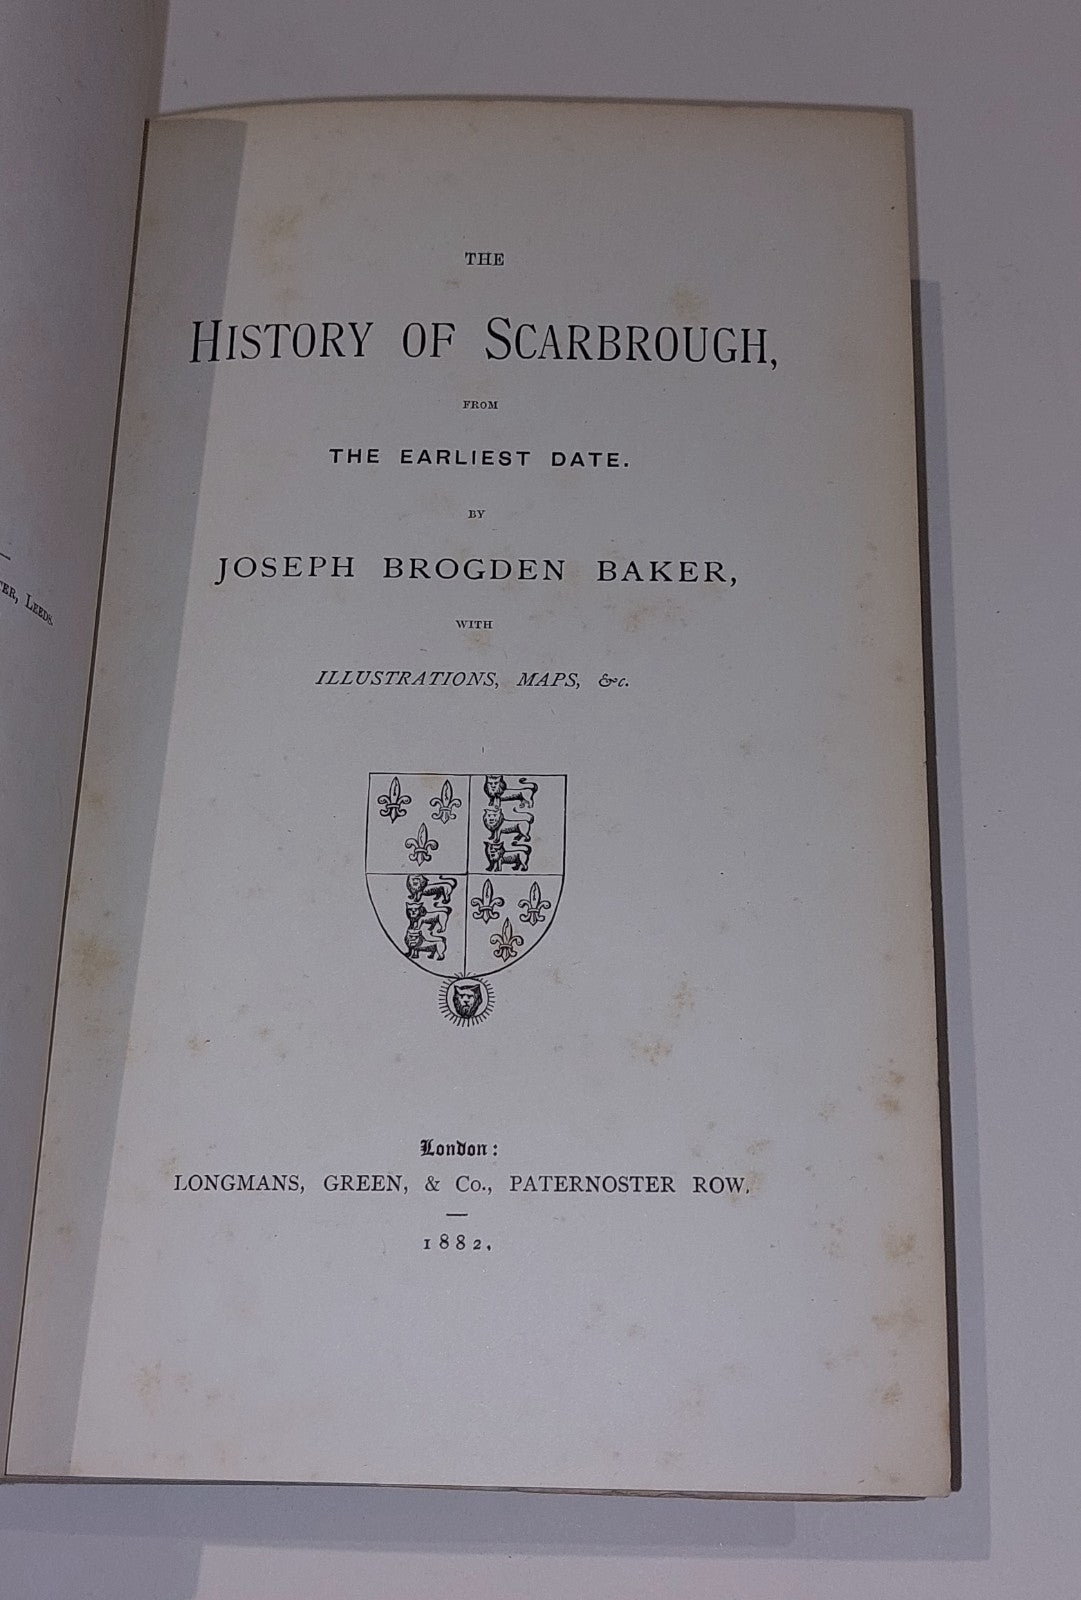 THE
HISTORY OF SCARBROUGH,
FROM
THE EARLIEST DATE.
BY
JOSEPH BROGDEN BAKER,
WITH
ILLUSTRATIONS, MAPS, &c.
London:
LONGMANS, GREEN, & Co., PATERNOSTER ROW.
1882.
LEEDS.